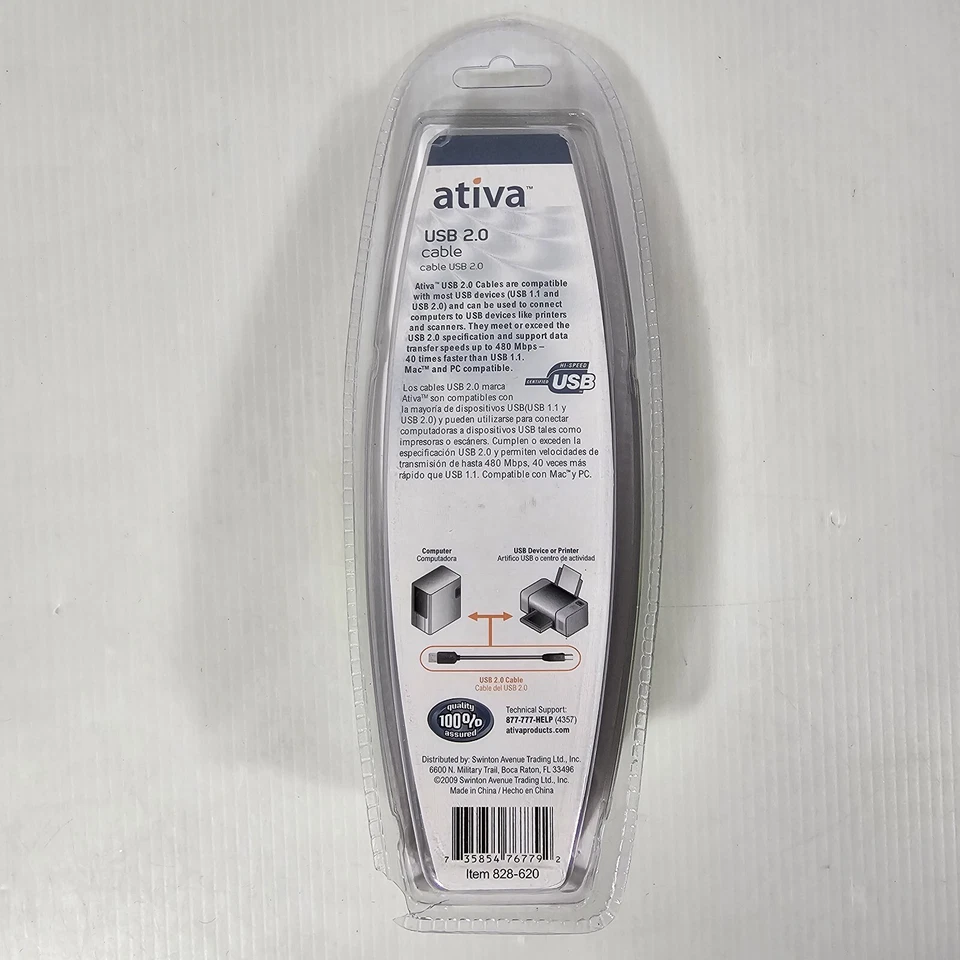 ativa™
USB 2.0
cable
cable USB 2.0
Ativa™ USB 2.0 Cables are compatible
with most USB devices (USB 1.1 and
USB 2.0) and can be used to connect
computers to USB devices like printers
and scanners. They meet or exceed the
USB 2.0 specification and support data
transfer speeds up to 480 Mbps –
40 times faster than USB 1.1.
Mac™ and PC compatible.
HI-SPEED
CERTIFIED USB
Los cables USB 2.0 marca
Ativa™ son compatibles con
la mayoría de dispositivos USB(USB 1.1 y
USB 2.0) y pueden utilizarse para conectar
computadoras a dispositivos USB tales como
impresoras o escáners. Cumplen o exceden la
especificación USB 2.0 y permiten velocidades de
transmisión de hasta 480 Mbps, 40 veces más
rápido que USB 1.1. Compatible con Mac™y PC.
Computer
Computadora
USB Device or Printer
Artifico USB o centro de actividad
USB 2.0 Cable
Cable del USB 2.0
quality
100%
assured
Technical Support:
877-777-HELP (4357)
ativaproducts.com
Distributed by: Swinton Avenue Trading Ltd., Inc.
6600 N. Military Trail, Boca Raton, FL 33496
©2009 Swinton Avenue Trading Ltd., Inc.
Made in China / Hecho en China
7 35854 76779 2
Item 828-620